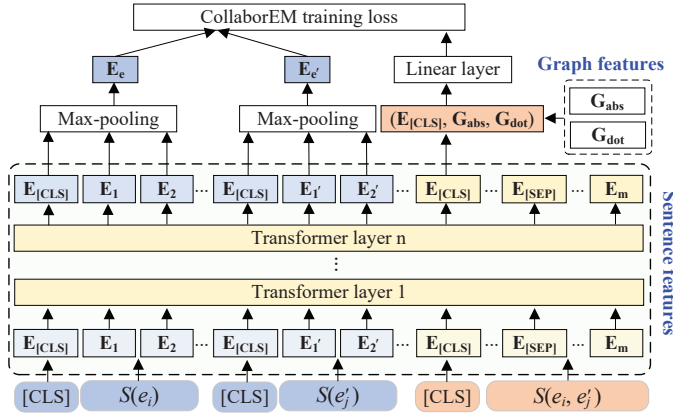 CollaborEM training loss
E_e
E_e′
Linear layer
Graph features
Max-pooling
Max-pooling
(E_[CLS], G_abs, G_dot)
G_abs
G_dot
E_[CLS] E_1 E_2 ... E_[CLS] E_1′ E_2′ ... E_[CLS] ... E_[SEP] ... E_m
Transformer layer n
⋮
Transformer layer 1
E_[CLS] E_1 E_2 ... E_[CLS] E_1′ E_2′ ... E_[CLS] ... E_[SEP] ... E_m
Sentence features
[CLS] S(e_i) [CLS] S(e′_j) [CLS] S(e_i, e′_j)